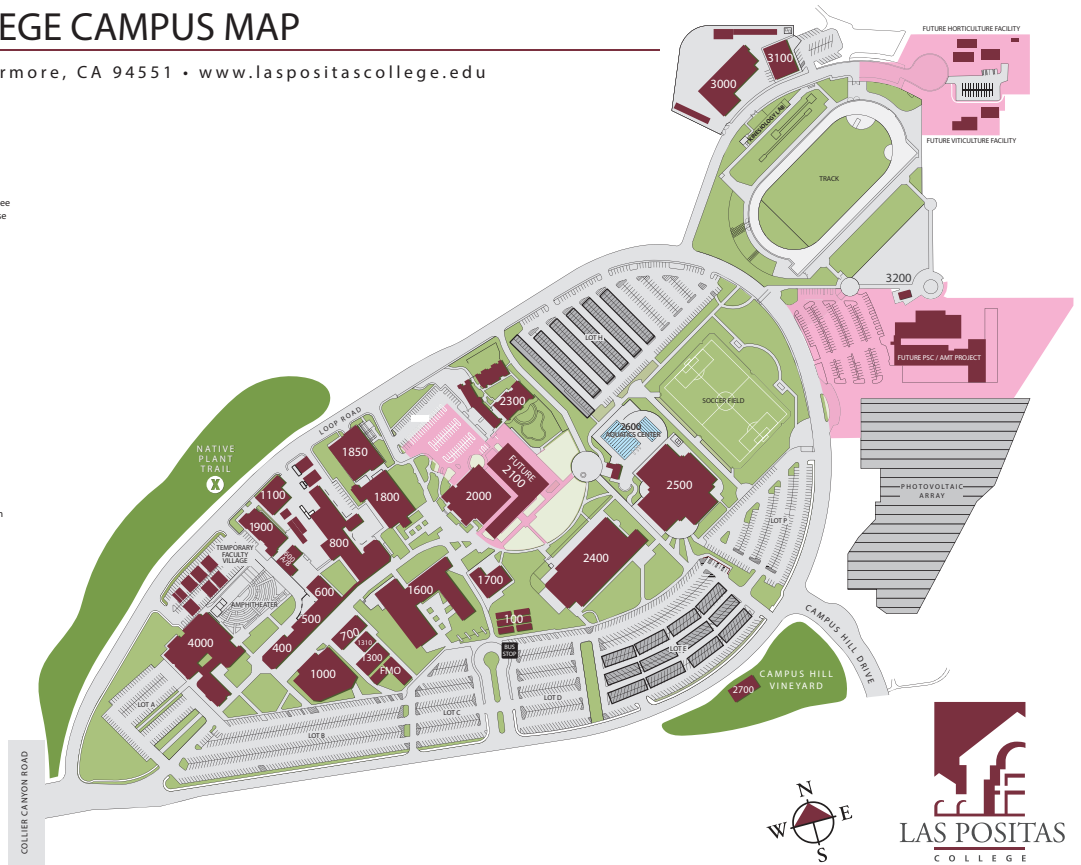 EGE CAMPUS MAP
rmore, CA 94551 • www.laspositascollege.edu
ee
se
n
FUTURE HORTICULTURE FACILITY
3100
3000
KINESIOLOGY LAB
FUTURE VITICULTURE FACILITY
TRACK
3200
FUTURE PSC / AMT PROJECT
LOT H
SOCCER FIELD
2300
LOOP ROAD
2600
AQUATICS CENTER
NATIVE
PLANT
TRAIL
X
1850
FUTURE
2100
2500
PHOTOVOLTAIC
ARRAY
1100
1800
2000
1900
LOT P
800
TEMPORARY
FACULTY
VILLAGE
2400
1700
600
1600
AMPHITHEATER
500
100
4000
700
1310
400
1300
BUS
STOP
LOT E
CAMPUS HILL DRIVE
1000
FMO
CAMPUS HILL
VINEYARD
2700
LOT A
LOT D
LOT C
LOT B
COLLIER CANYON ROAD
N
W
E
S
LAS POSITAS
COLLEGE